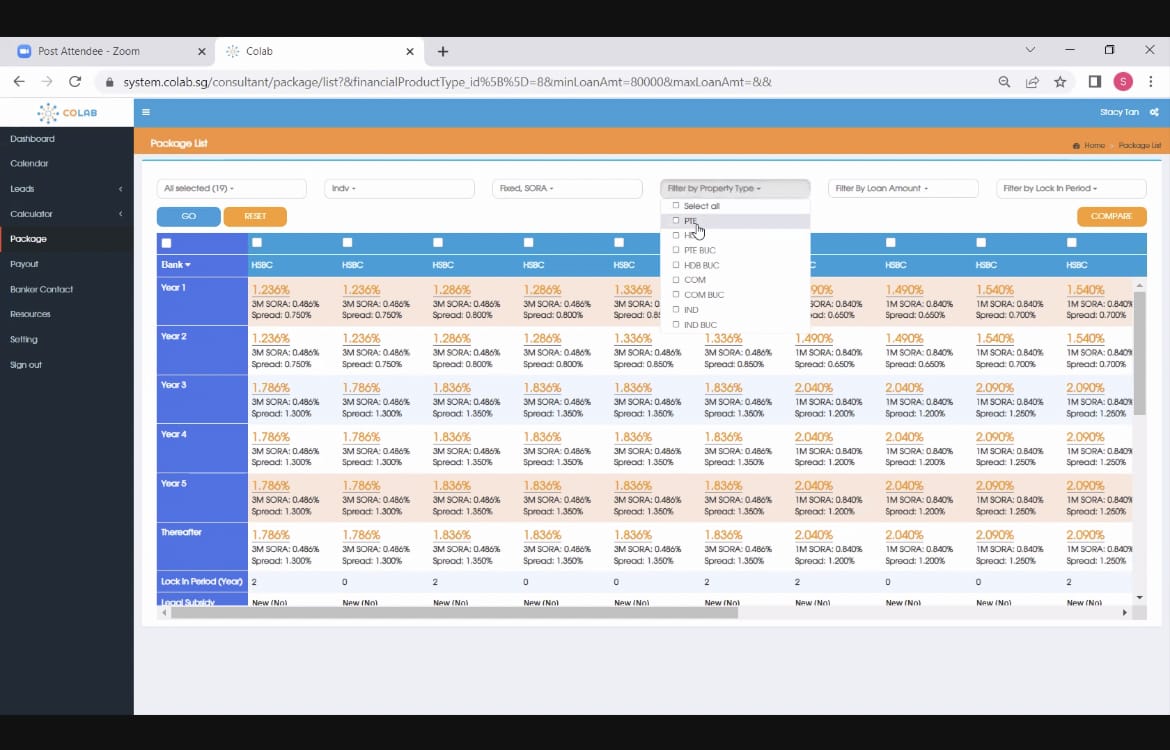 Post Attendee - Zoom
Colab
system.colab.sg/consultant/package/list?&financialProductType_id%5B%5D=8&minLoanAmt=80000&maxLoanAmt=&&
S
COLAB
Stacy Tan
Package List
Home > Package List
Dashboard
Calendar
Leads
Calculator
Package
Payout
Banker Contact
Resources
Setting
Sign out
All selected (19)
Indv
Fixed, SORA
Filter by Property Type
Filter By Loan Amount
Filter by Lock In Period
Select all
PTE
PTE BUC
HDB BUC
COM
COM BUC
IND
IND BUC
GO
RESET
COMPARE
Bank HSBC HSBC HSBC HSBC HSBC HSBC HSBC HSBC
Year 1 1.236% 1.236% 1.286% 1.286% 1.336% 1.490% 1.540% 1.540%
3M SORA: 0.486% 3M SORA: 0.486% 3M SORA: 0.486% 3M SORA: 0.486% 3M SORA: 0.840% 1M SORA: 0.840% 1M SORA: 0.840% 1M SORA: 0.840%
Spread: 0.750% Spread: 0.750% Spread: 0.800% Spread: 0.800% Spread: 0.650% Spread: 0.650% Spread: 0.700% Spread: 0.700%
Year 2 1.236% 1.236% 1.286% 1.286% 1.336% 1.336% 1.490% 1.490% 1.540% 1.540%
3M SORA: 0.486% 3M SORA: 0.486% 3M SORA: 0.486% 3M SORA: 0.486% 3M SORA: 0.486% 3M SORA: 0.486% 1M SORA: 0.840% 1M SORA: 0.840% 1M SORA: 0.840% 1M SORA: 0.840%
Spread: 0.750% Spread: 0.750% Spread: 0.800% Spread: 0.800% Spread: 0.850% Spread: 0.850% Spread: 0.650% Spread: 0.650% Spread: 0.700% Spread: 0.700%
Year 3 1.786% 1.786% 1.836% 1.836% 1.836% 1.836% 2.040% 2.040% 2.090% 2.090%
3M SORA: 0.486% 3M SORA: 0.486% 3M SORA: 0.486% 3M SORA: 0.486% 3M SORA: 0.486% 3M SORA: 0.486% 1M SORA: 0.840% 1M SORA: 0.840% 1M SORA: 0.840% 1M SORA: 0.840%
Spread: 1.300% Spread: 1.300% Spread: 1.350% Spread: 1.350% Spread: 1.350% Spread: 1.350% Spread: 1.200% Spread: 1.200% Spread: 1.250% Spread: 1.250%
Year 4 1.786% 1.786% 1.836% 1.836% 1.836% 1.836% 2.040% 2.040% 2.090% 2.090%
3M SORA: 0.486% 3M SORA: 0.486% 3M SORA: 0.486% 3M SORA: 0.486% 3M SORA: 0.486% 3M SORA: 0.486% 1M SORA: 0.840% 1M SORA: 0.840% 1M SORA: 0.840% 1M SORA: 0.840%
Spread: 1.300% Spread: 1.300% Spread: 1.350% Spread: 1.350% Spread: 1.350% Spread: 1.350% Spread: 1.200% Spread: 1.200% Spread: 1.250% Spread: 1.250%
Year 5 1.786% 1.786% 1.836% 1.836% 1.836% 1.836% 2.040% 2.040% 2.090% 2.090%
3M SORA: 0.486% 3M SORA: 0.486% 3M SORA: 0.486% 3M SORA: 0.486% 3M SORA: 0.486% 3M SORA: 0.486% 1M SORA: 0.840% 1M SORA: 0.840% 1M SORA: 0.840% 1M SORA: 0.840%
Spread: 1.300% Spread: 1.300% Spread: 1.350% Spread: 1.350% Spread: 1.350% Spread: 1.350% Spread: 1.200% Spread: 1.200% Spread: 1.250% Spread: 1.250%
Thereafter 1.786% 1.786% 1.836% 1.836% 1.836% 1.836% 2.040% 2.040% 2.090% 2.090%
3M SORA: 0.486% 3M SORA: 0.486% 3M SORA: 0.486% 3M SORA: 0.486% 3M SORA: 0.486% 3M SORA: 0.486% 1M SORA: 0.840% 1M SORA: 0.840% 1M SORA: 0.840% 1M SORA: 0.840%
Spread: 1.300% Spread: 1.300% Spread: 1.350% Spread: 1.350% Spread: 1.350% Spread: 1.350% Spread: 1.200% Spread: 1.200% Spread: 1.250% Spread: 1.250%
Lock In Period (Year) 2 0 2 0 0 2 2 0 0 2
Legal Subsidy New (No) New (No) New (No) New (No) New (No) New (No) New (No) New (No) New (No) New (No)